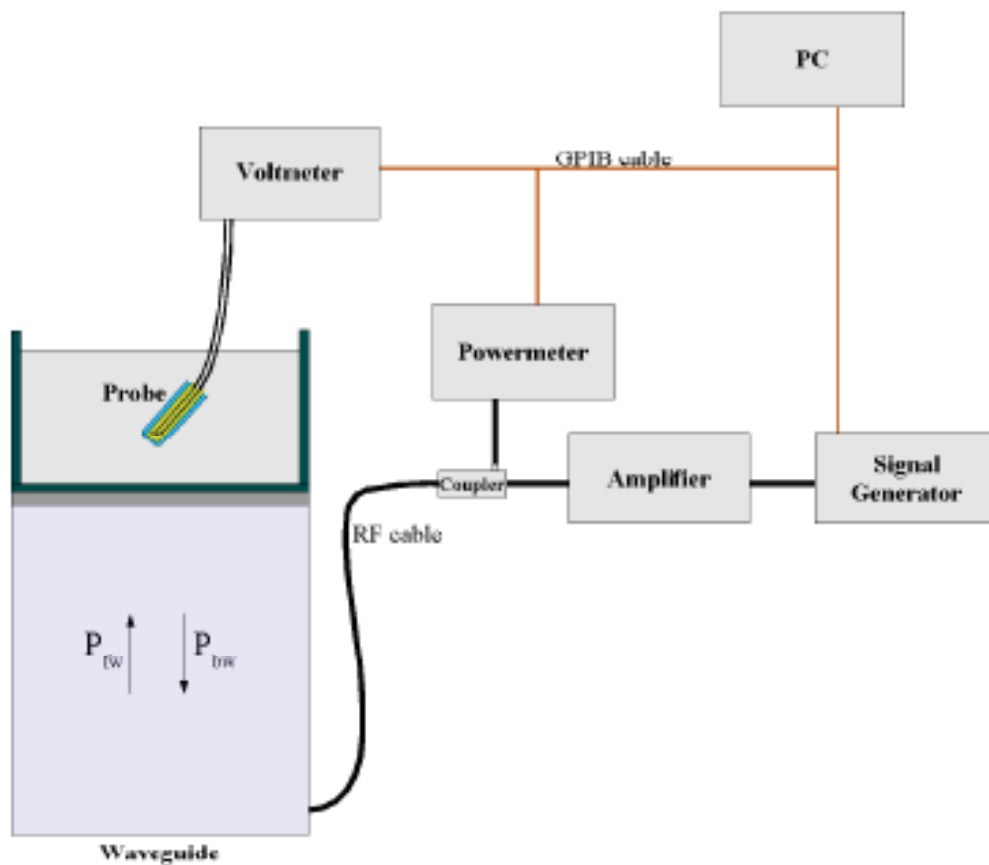 PC
Voltmeter
GPIB cable
Powermeter
Probe
Coupler
Amplifier
Signal
Generator
RF cable
P fw
P bw
Waveguide